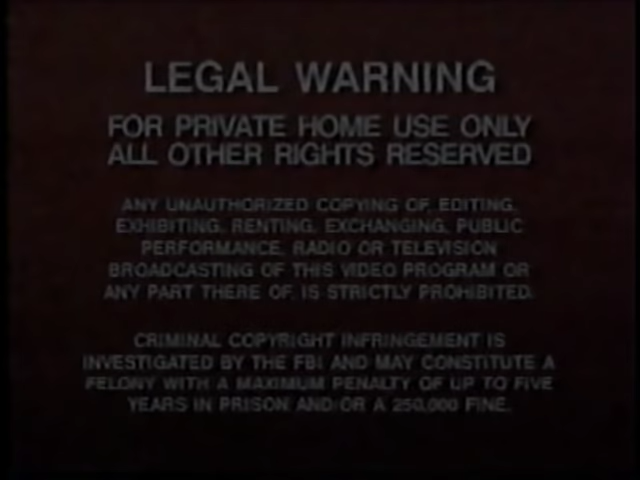 LEGAL WARNING
FOR PRIVATE HOME USE ONLY
ALL OTHER RIGHTS RESERVED
ANY UNAUTHORIZED COPYING OF, EDITING,
EXHIBITING, RENTING, EXCHANGING, PUBLIC
PERFORMANCE, RADIO OR TELEVISION
BROADCASTING OF THIS VIDEO PROGRAM OR
ANY PART THERE OF, IS STRICTLY PROHIBITED.
CRIMINAL COPYRIGHT INFRINGEMENT IS
INVESTIGATED BY THE FBI AND MAY CONSTITUTE A
FELONY WITH A MAXIMUM PENALTY OF UP TO FIVE
YEARS IN PRISON AND/OR A 250,000 FINE.